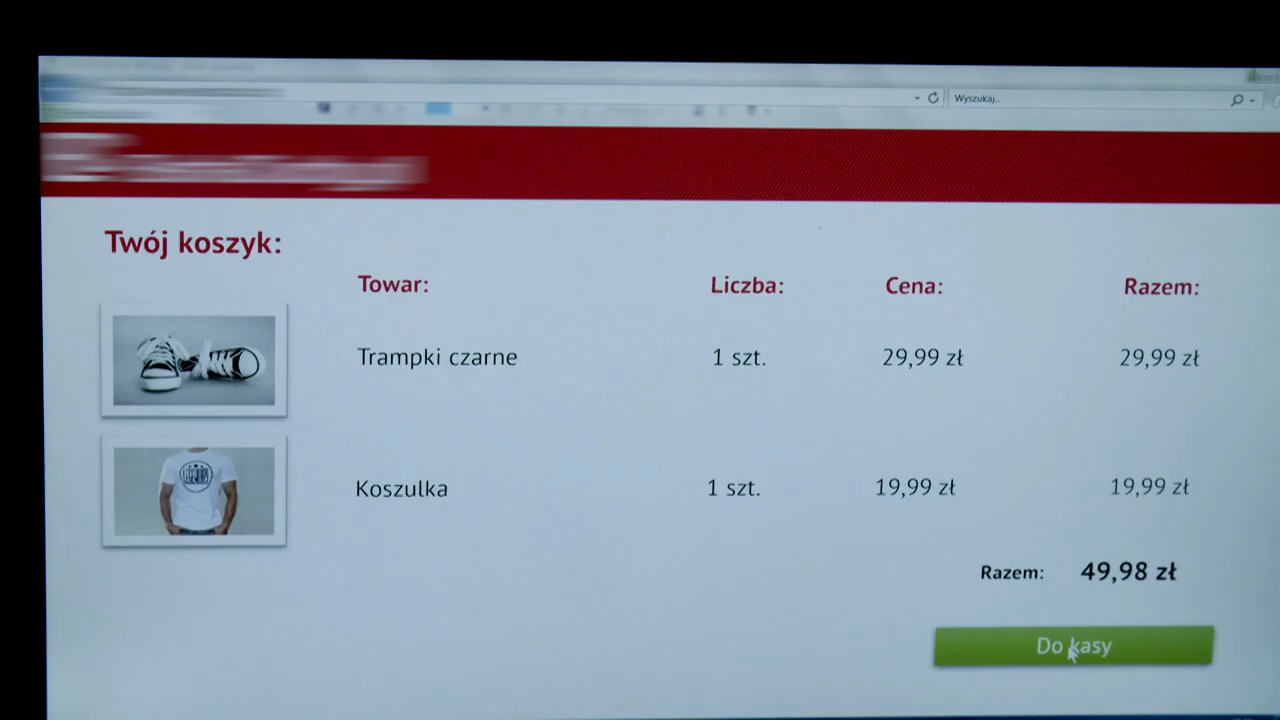 Wyszukaj...
Twój koszyk:
Towar: Liczba: Cena: Razem:
Trampki czarne 1 szt. 29,99 zł 29,99 zł
Koszulka 1 szt. 19,99 zł 19,99 zł
Razem: 49,98 zł
Do kasy